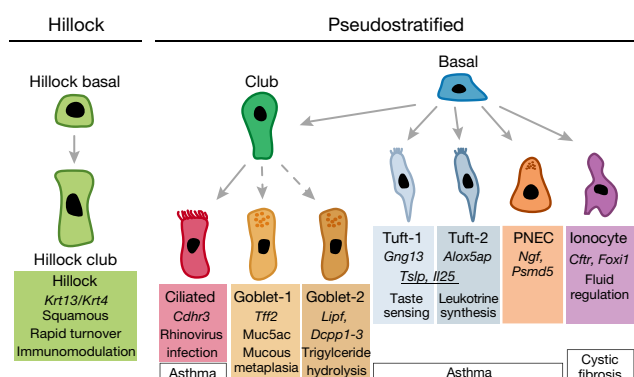 Hillock
Pseudostratified
Hillock basal
Club
Basal
Hillock club
Hillock
Krt13/Krt4
Squamous
Rapid turnover
Immunomodulation
Ciliated
Cdhr3
Rhinovirus
infection
Asthma
Goblet-1
Tff2
Muc5ac
Mucous
metaplasia
Goblet-2
Lipf,
Dcpp1-3
Trigylceride
hydrolysis
Tuft-1
Gng13
Tuft-2
Alox5ap
Tslp, Il25
Taste
sensing
Leukotrine
synthesis
PNEC
Ngf,
Psmd5
Asthma
Ionocyte
Cftr, Foxi1
Fluid
regulation
Cystic
fibrosis